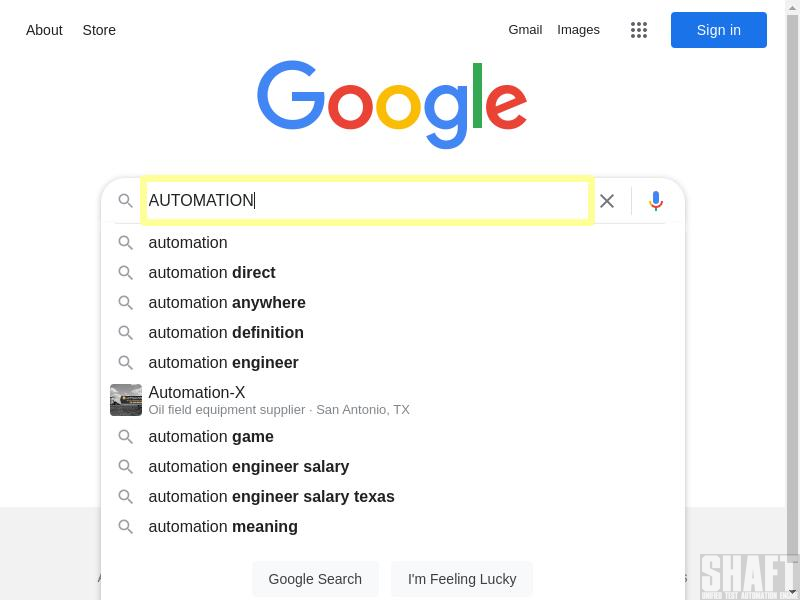 About Store Gmail Images Sign in
Google
AUTOMATION
automation
automation direct
automation anywhere
automation definition
automation engineer
Automation-X
Oil field equipment supplier · San Antonio, TX
automation game
automation engineer salary
automation engineer salary texas
automation meaning
Google Search I'm Feeling Lucky
SHAFT